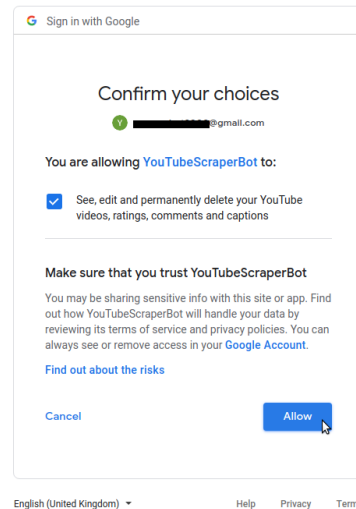 Sign in with Google
Confirm your choices
Y
@gmail.com
You are allowing YouTubeScraperBot to:
See, edit and permanently delete your YouTube
videos, ratings, comments and captions
Make sure that you trust YouTubeScraperBot
You may be sharing sensitive info with this site or app. Find
out how YouTubeScraperBot will handle your data by
reviewing its terms of service and privacy policies. You can
always see or remove access in your Google Account.
Find out about the risks
Cancel Allow
English (United Kingdom) Help Privacy Term